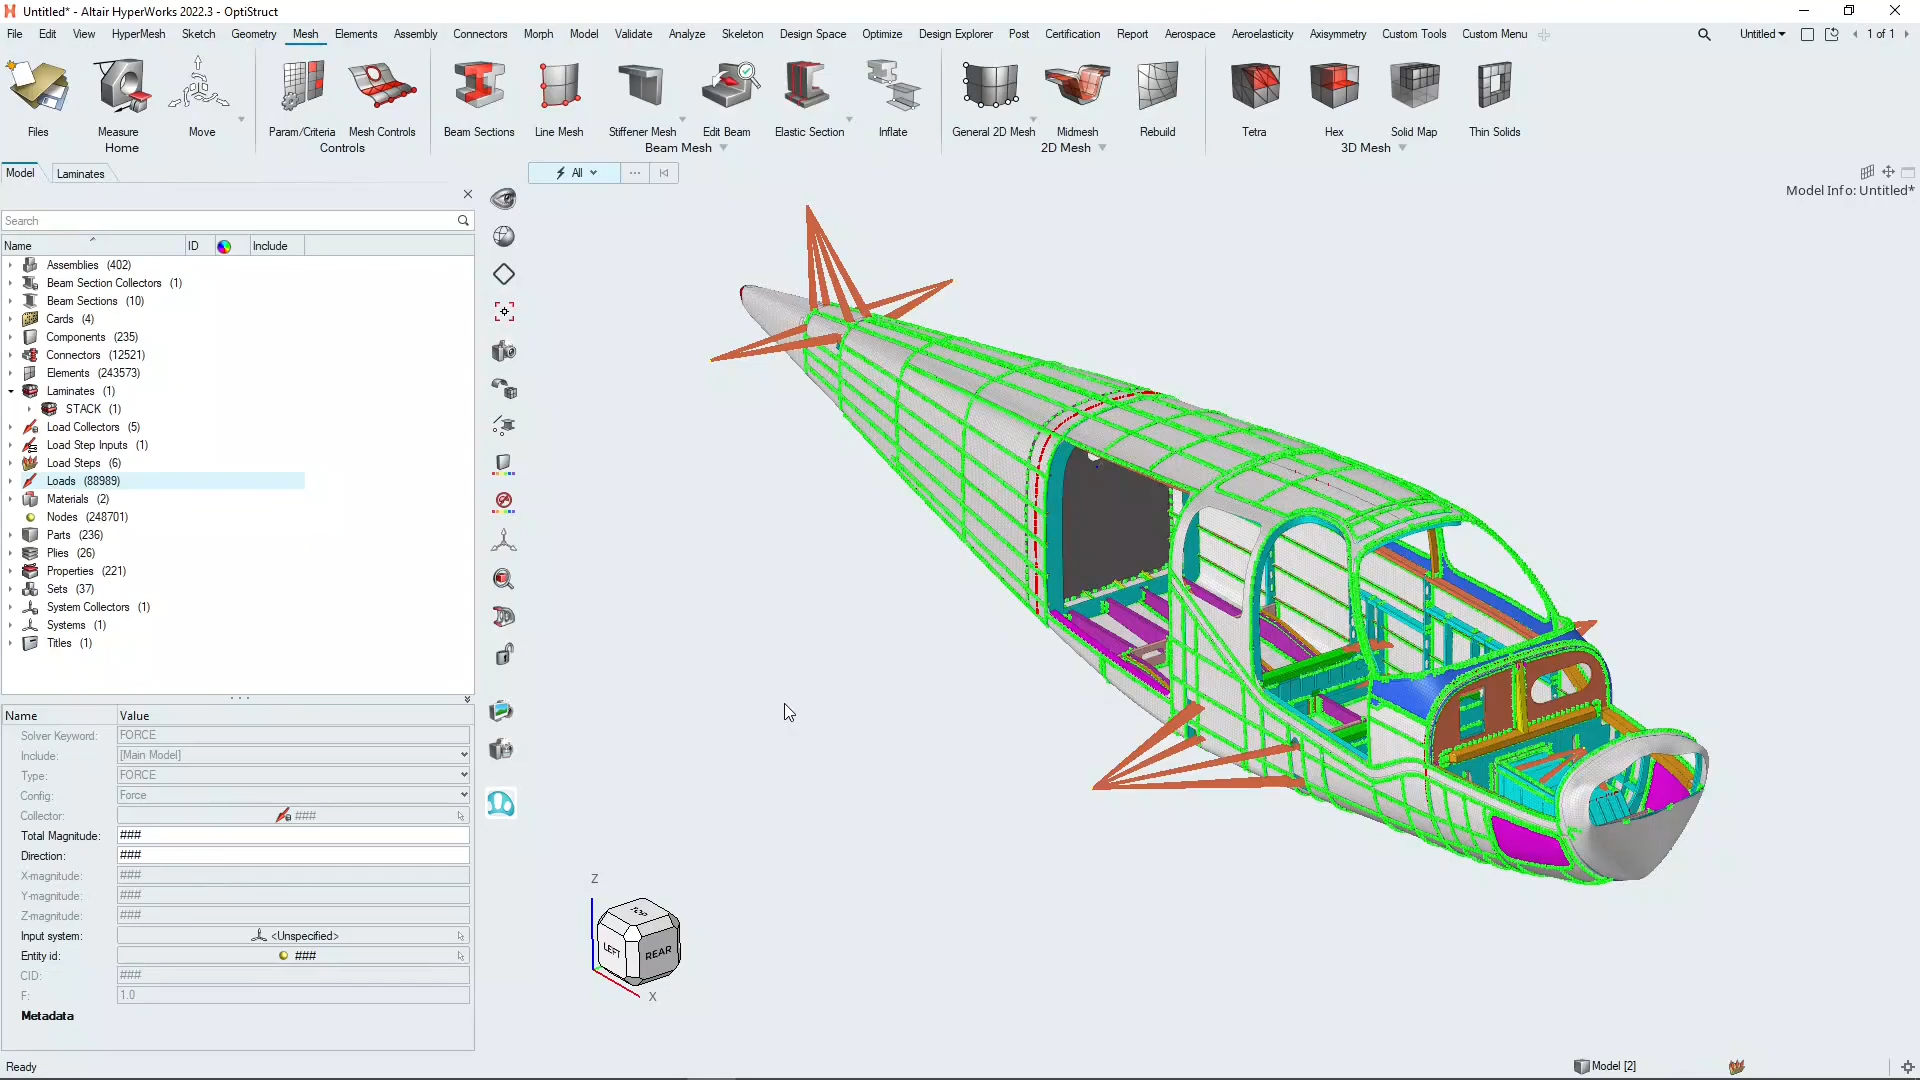 Untitled* - Altair HyperWorks 2022.3 - OptiStruct
File Edit View HyperMesh Sketch Geometry Mesh Elements Assembly Connectors Morph Model Validate Analyze Skeleton Design Space Optimize Design Explorer Post Certification Report Aerospace Aeroelasticity Axisymmetry Custom Tools Custom Menu Untitled 1 of 1
Files Measure Move Param/Criteria Mesh Controls Beam Sections Line Mesh Stiffener Mesh Edit Beam Elastic Section Inflate General 2D Mesh Midmesh Rebuild Tetra Hex Solid Map Thin Solids
Home Controls Beam Mesh 2D Mesh 3D Mesh
Model Laminates
All ...
Model Info: Untitled*
Search
Name ID Include
Assemblies (402)
Beam Section Collectors (1)
Beam Sections (10)
Cards (4)
Components (235)
Connectors (12521)
Elements (243573)
Laminates (1)
STACK (1)
Load Collectors (5)
Load Step Inputs (1)
Load Steps (6)
Loads (88989)
Materials (2)
Nodes (248701)
Parts (236)
Plies (26)
Properties (221)
Sets (37)
System Collectors (1)
Systems (1)
Titles (1)
Name Value
Solver Keyword: FORCE
Include: [Main Model]
Type: FORCE
Config: Force
Collector: ###
Total Magnitude: ###
Direction: ###
X-magnitude: ###
Y-magnitude: ###
Z-magnitude: ###
Input system: <Unspecified>
Entity id: ###
CID: ###
F: 1.0
Metadata
Z
TOP
LEFT REAR
X
Ready
Model [2]